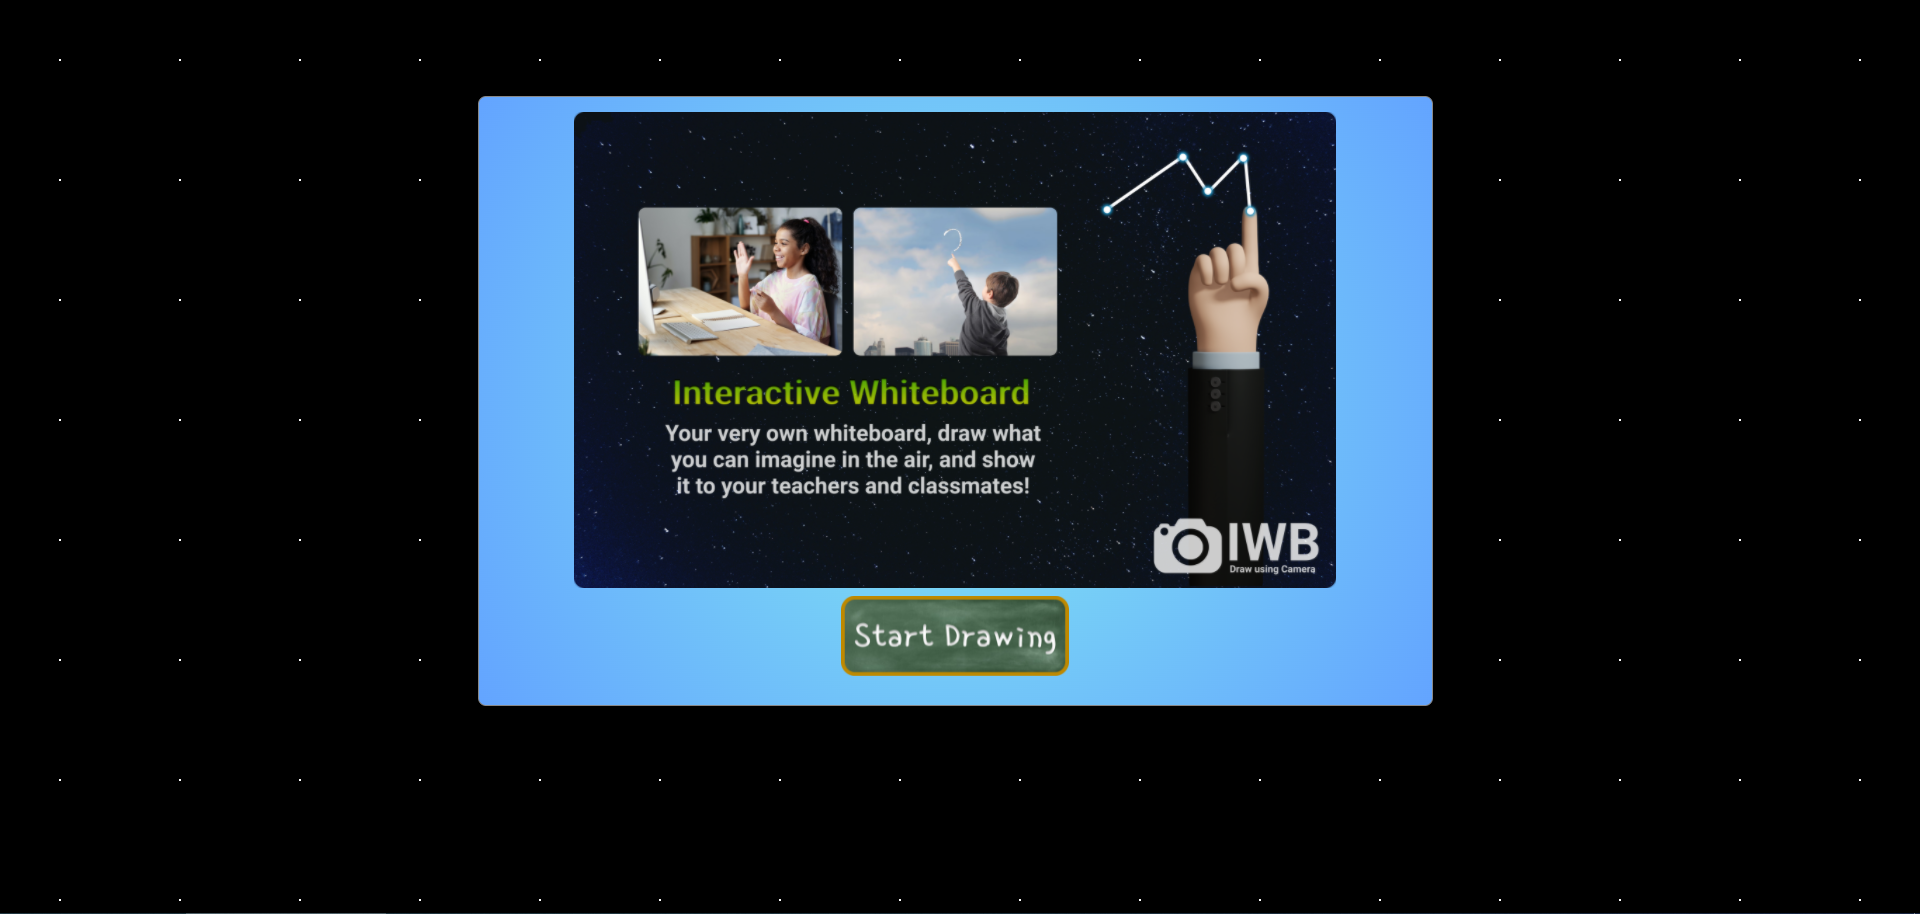 Interactive Whiteboard
Your very own whiteboard, draw what
you can imagine in the air, and show
it to your teachers and classmates!
IWB
Draw using Camera
Start Drawing